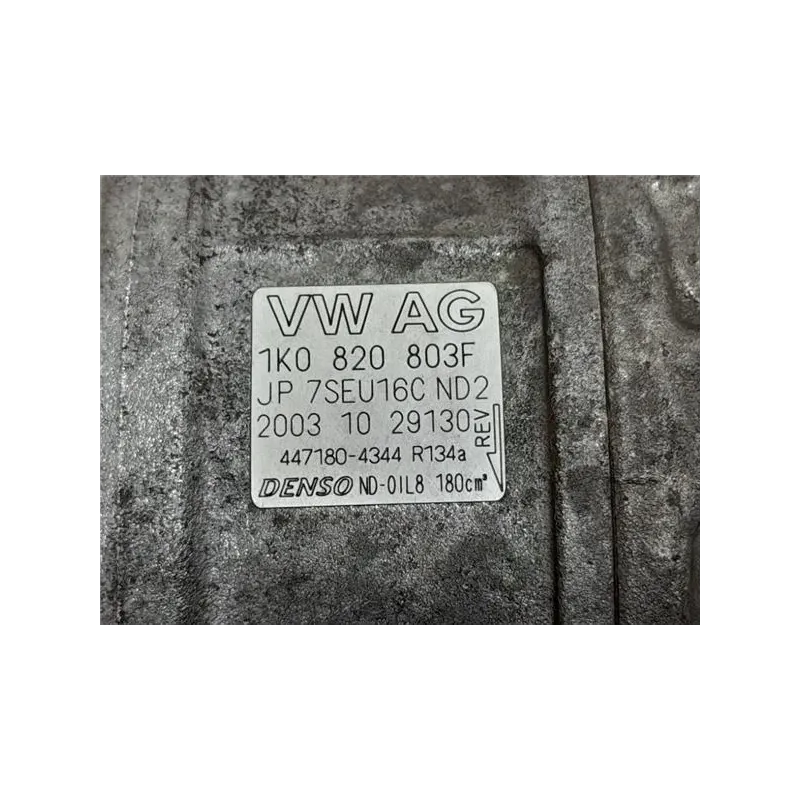 VW AG
1K0 820 803F
JP 7SEU16C ND2
2003 10 29130
REV
447180-4344 R134a
DENSO ND-OIL8 180cm³